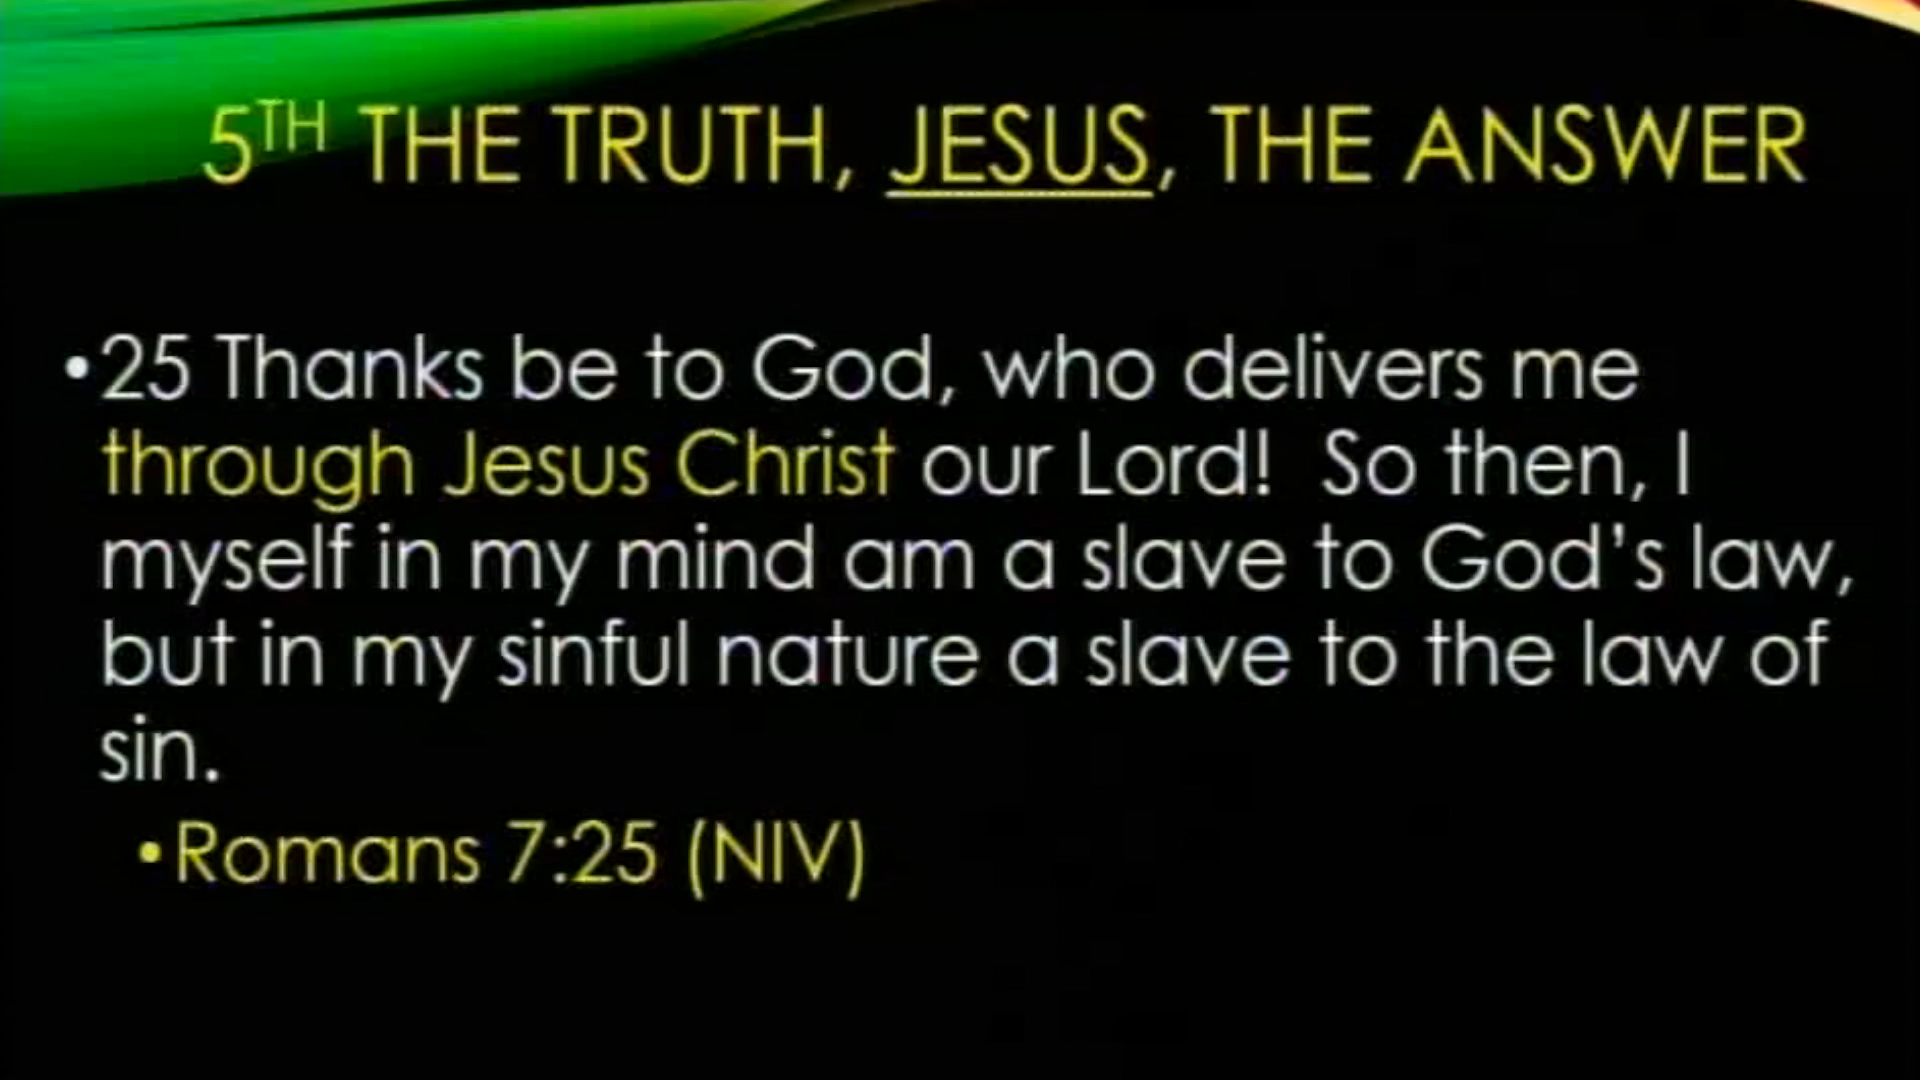 5TH THE TRUTH, JESUS, THE ANSWER
•25 Thanks be to God, who delivers me
through Jesus Christ our Lord!  So then, I
myself in my mind am a slave to God’s law,
but in my sinful nature a slave to the law of
sin.
•Romans 7:25 (NIV)